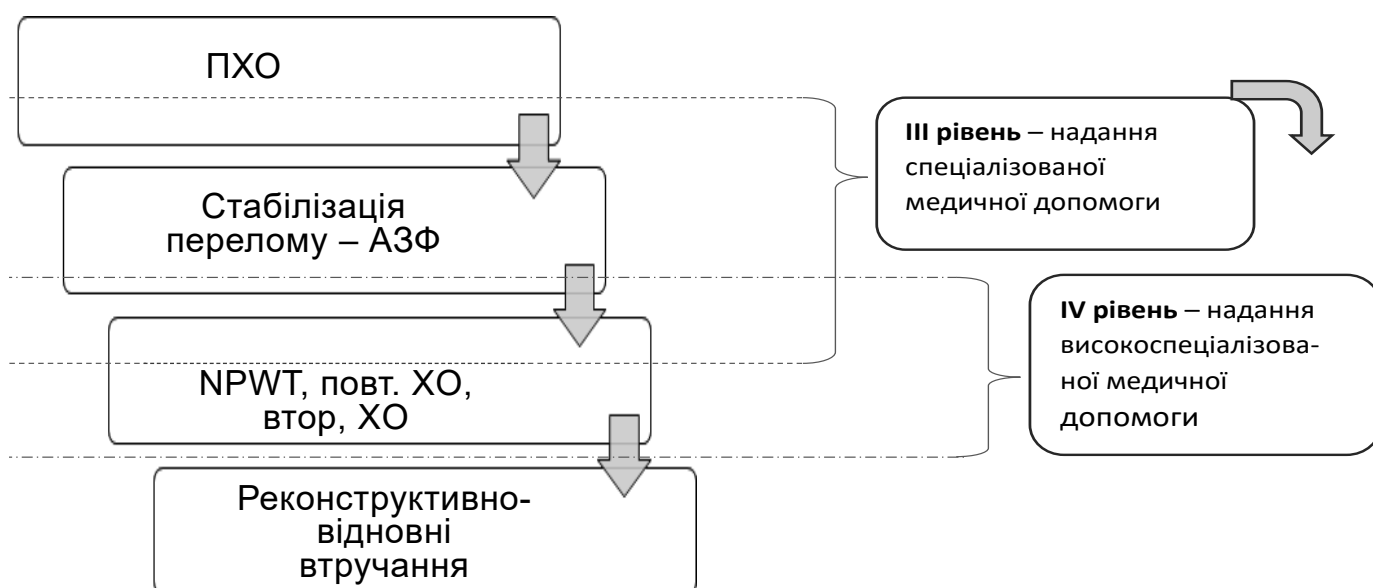 ПХО
Стабілізація
перелому – АЗФ
NPWT, повт. ХО,
втор, ХО
Реконструктивно-
відновні
втручання
III рівень – надання
спеціалізованої
медичної допомоги
IV рівень – надання
високоспеціалізова-
ної медичної
допомоги